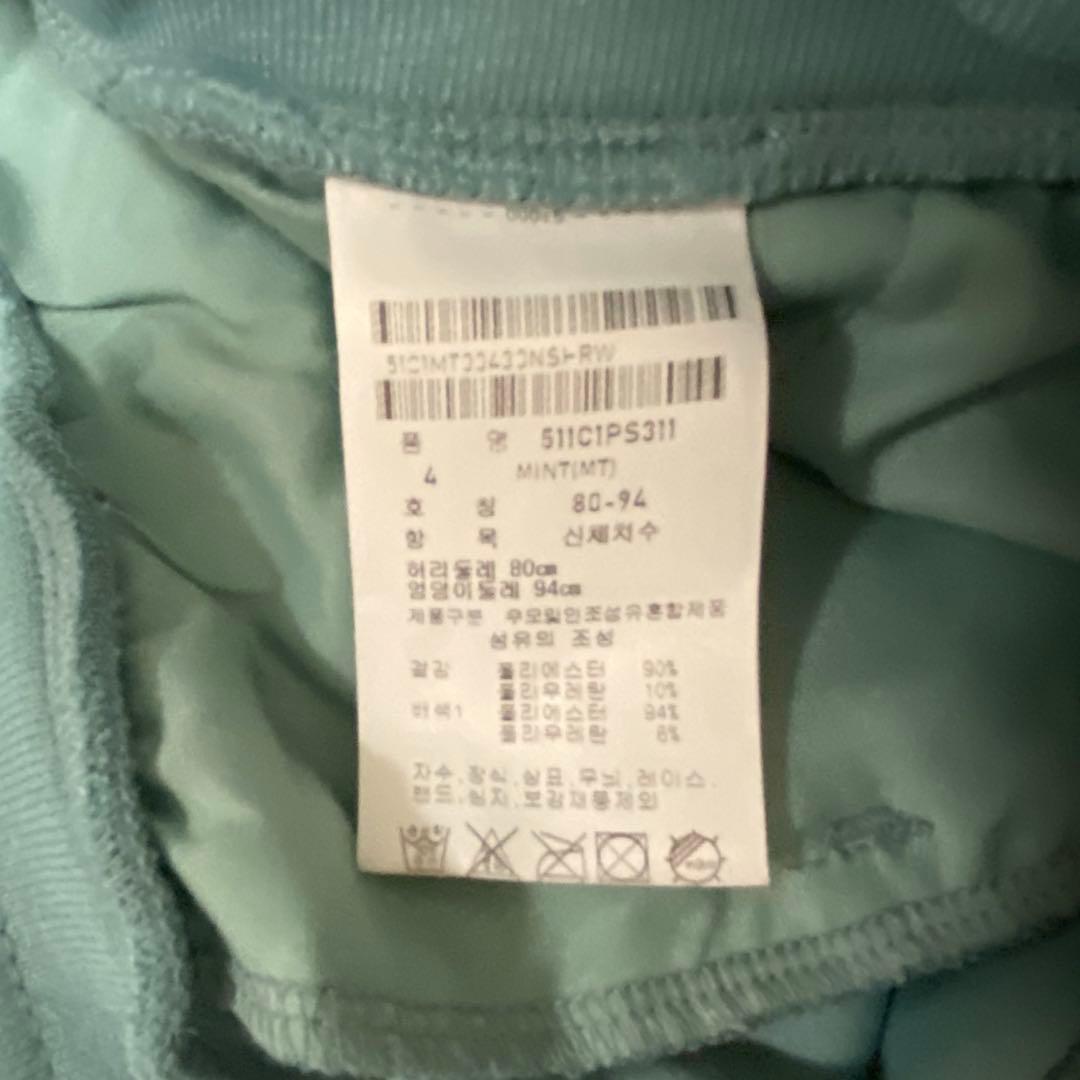 품 명 511C1PS311
4 MINT(MT)
호 칭 80-94
항 목 신체치수
허리둘레 80cm
엉덩이둘레 94cm
제품구분 우모및인조섬유혼합제품
섬유의 조성
겉감 폴리에스터 90%
폴리우레탄 10%
배색1 폴리에스터 94%
폴리우레탄 6%
자수,장식,상표,무늬,레이스,
밴드,심지,보강재품제외